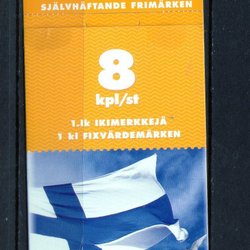 SJÄLVHÄFTANDE FRIMÄRKEN
8
kpl/st
1.lk IKIMERKKEJÄ
1 kl FIXVÄRDEMÄRKEN